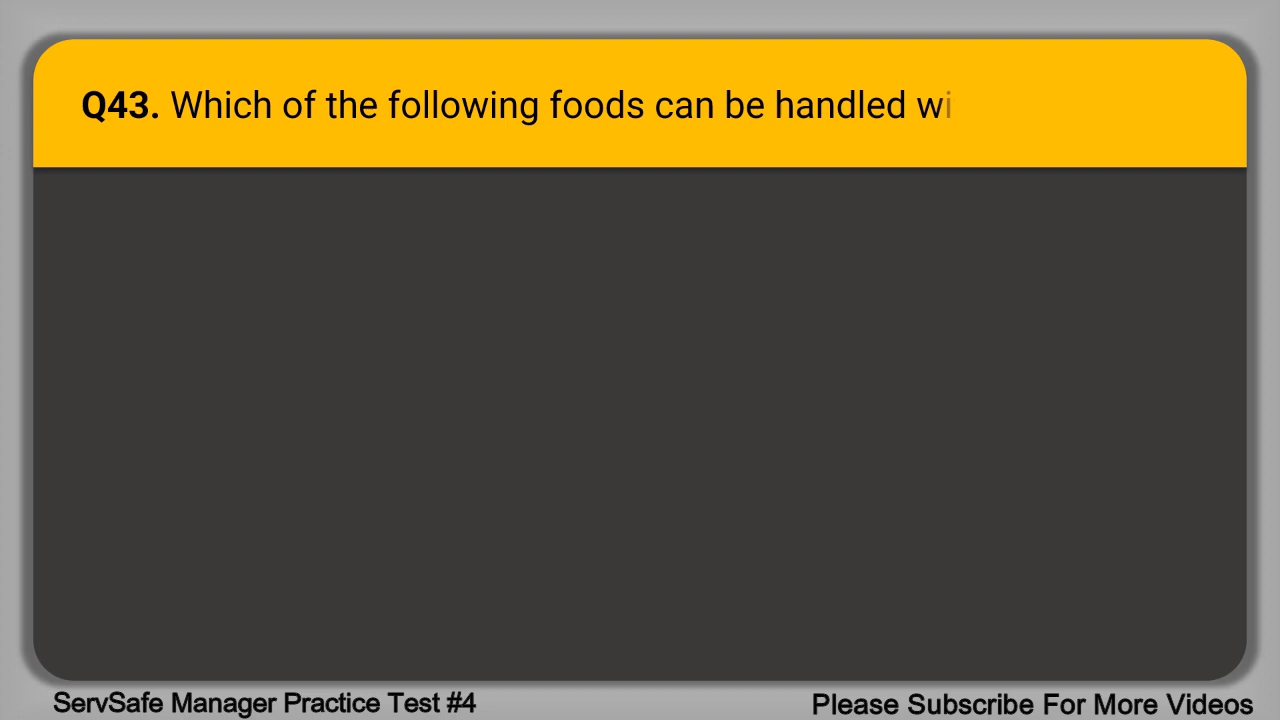 Q43. Which of the following foods can be handled wi
ServSafe Manager Practice Test #4
Please Subscribe For More Videos